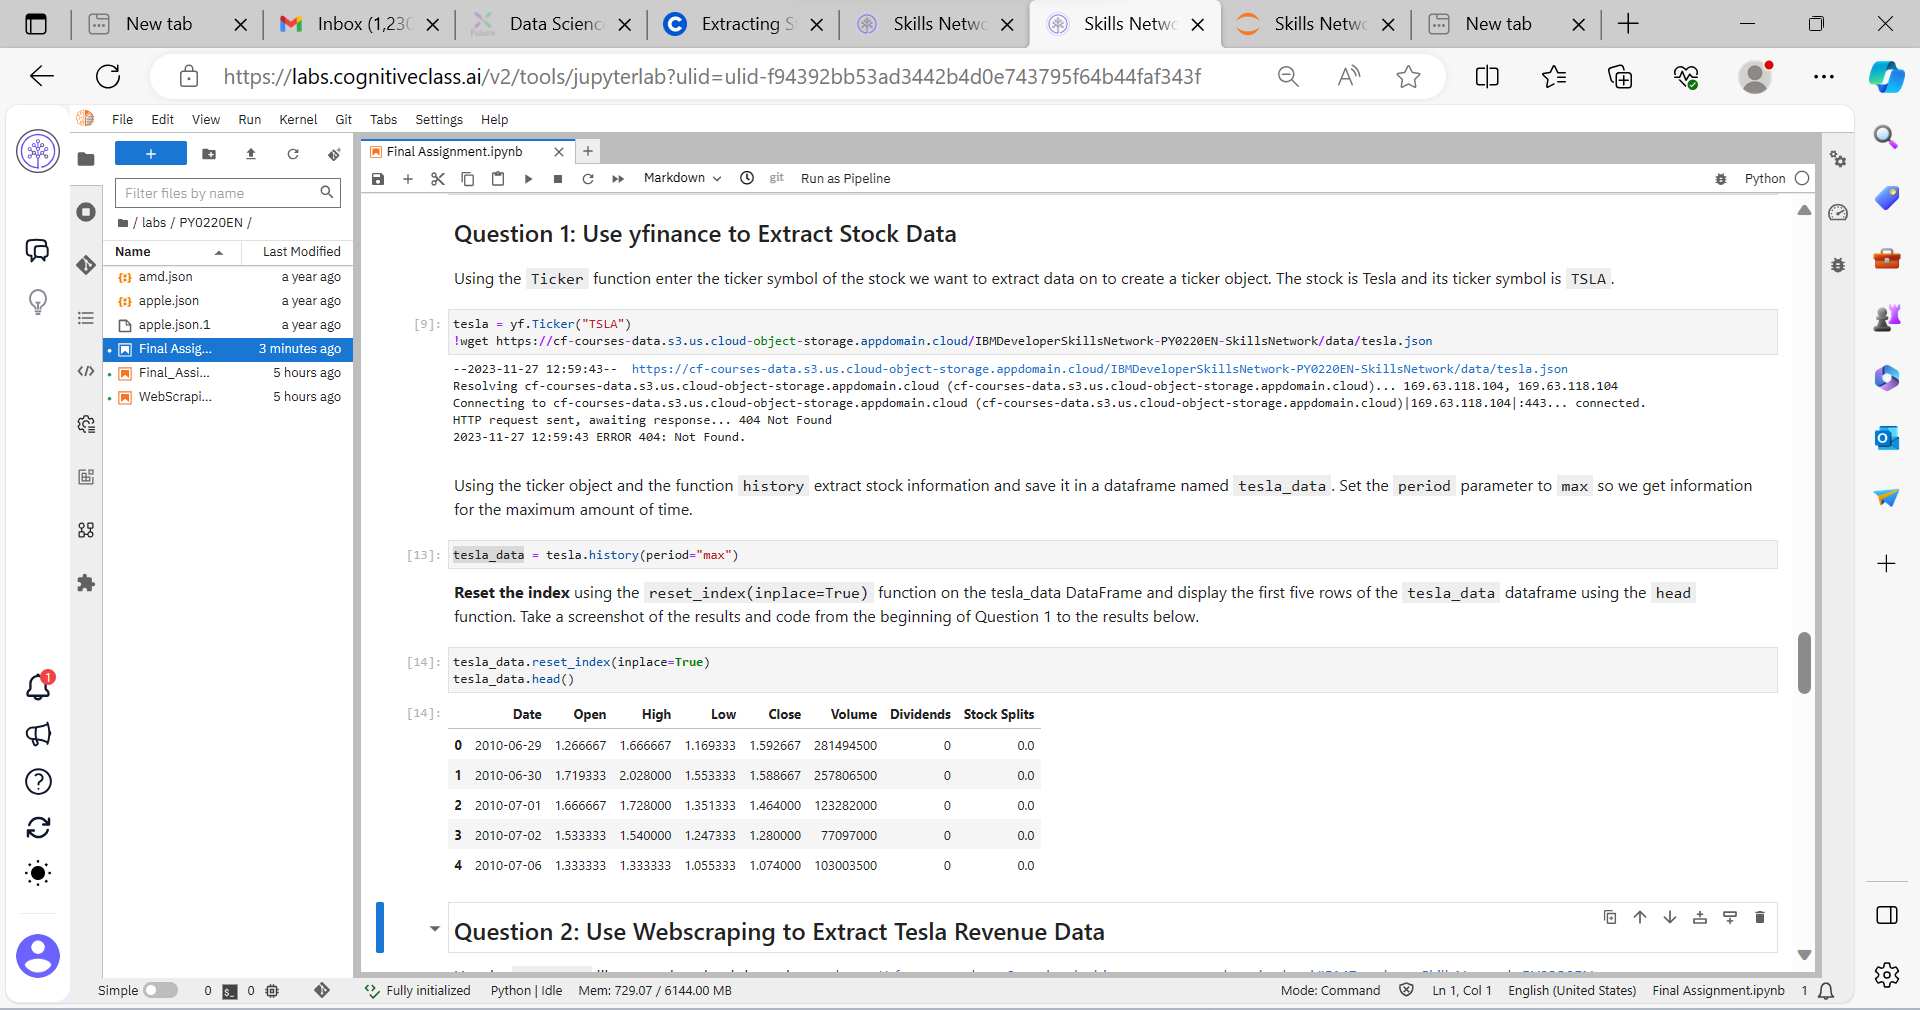 New tab
Inbox (1,230
Data Scienc
Extracting S
Skills Netwo
Skills Netwo
Skills Netwo
New tab
https://labs.cognitiveclass.ai/v2/tools/jupyterlab?ulid=ulid-f94392bb53ad3442b4d0e743795f64b44faf343f
File Edit View Run Kernel Git Tabs Settings Help
Final Assignment.ipynb
Markdown
git
Run as Pipeline
Python
Filter files by name
/ labs / PY0220EN /
Name Last Modified
amd.json a year ago
apple.json a year ago
apple.json.1 a year ago
Final Assig... 3 minutes ago
Final_Assi... 5 hours ago
WebScrapi... 5 hours ago
Question 1: Use yfinance to Extract Stock Data
Using the Ticker function enter the ticker symbol of the stock we want to extract data on to create a ticker object. The stock is Tesla and its ticker symbol is TSLA .
[9]: tesla = yf.Ticker("TSLA")
!wget https://cf-courses-data.s3.us.cloud-object-storage.appdomain.cloud/IBMDeveloperSkillsNetwork-PY0220EN-SkillsNetwork/data/tesla.json
--2023-11-27 12:59:43-- https://cf-courses-data.s3.us.cloud-object-storage.appdomain.cloud/IBMDeveloperSkillsNetwork-PY0220EN-SkillsNetwork/data/tesla.json
Resolving cf-courses-data.s3.us.cloud-object-storage.appdomain.cloud (cf-courses-data.s3.us.cloud-object-storage.appdomain.cloud)... 169.63.118.104, 169.63.118.104
Connecting to cf-courses-data.s3.us.cloud-object-storage.appdomain.cloud (cf-courses-data.s3.us.cloud-object-storage.appdomain.cloud)|169.63.118.104|:443... connected.
HTTP request sent, awaiting response... 404 Not Found
2023-11-27 12:59:43 ERROR 404: Not Found.
Using the ticker object and the function history extract stock information and save it in a dataframe named tesla_data . Set the period parameter to max so we get information
for the maximum amount of time.
[13]: tesla_data = tesla.history(period="max")
Reset the index using the reset_index(inplace=True) function on the tesla_data DataFrame and display the first five rows of the tesla_data dataframe using the head
function. Take a screenshot of the results and code from the beginning of Question 1 to the results below.
[14]: tesla_data.reset_index(inplace=True)
tesla_data.head()
[14]: Date Open High Low Close Volume Dividends Stock Splits
0 2010-06-29 1.266667 1.666667 1.169333 1.592667 281494500 0 0.0
1 2010-06-30 1.719333 2.028000 1.553333 1.588667 257806500 0 0.0
2 2010-07-01 1.666667 1.728000 1.351333 1.464000 123282000 0 0.0
3 2010-07-02 1.533333 1.540000 1.247333 1.280000 77097000 0 0.0
4 2010-07-06 1.333333 1.333333 1.055333 1.074000 103003500 0 0.0
Question 2: Use Webscraping to Extract Tesla Revenue Data
1
Simple 0 0 Fully initialized Python | Idle Mem: 729.07 / 6144.00 MB Mode: Command Ln 1, Col 1 English (United States) Final Assignment.ipynb 1